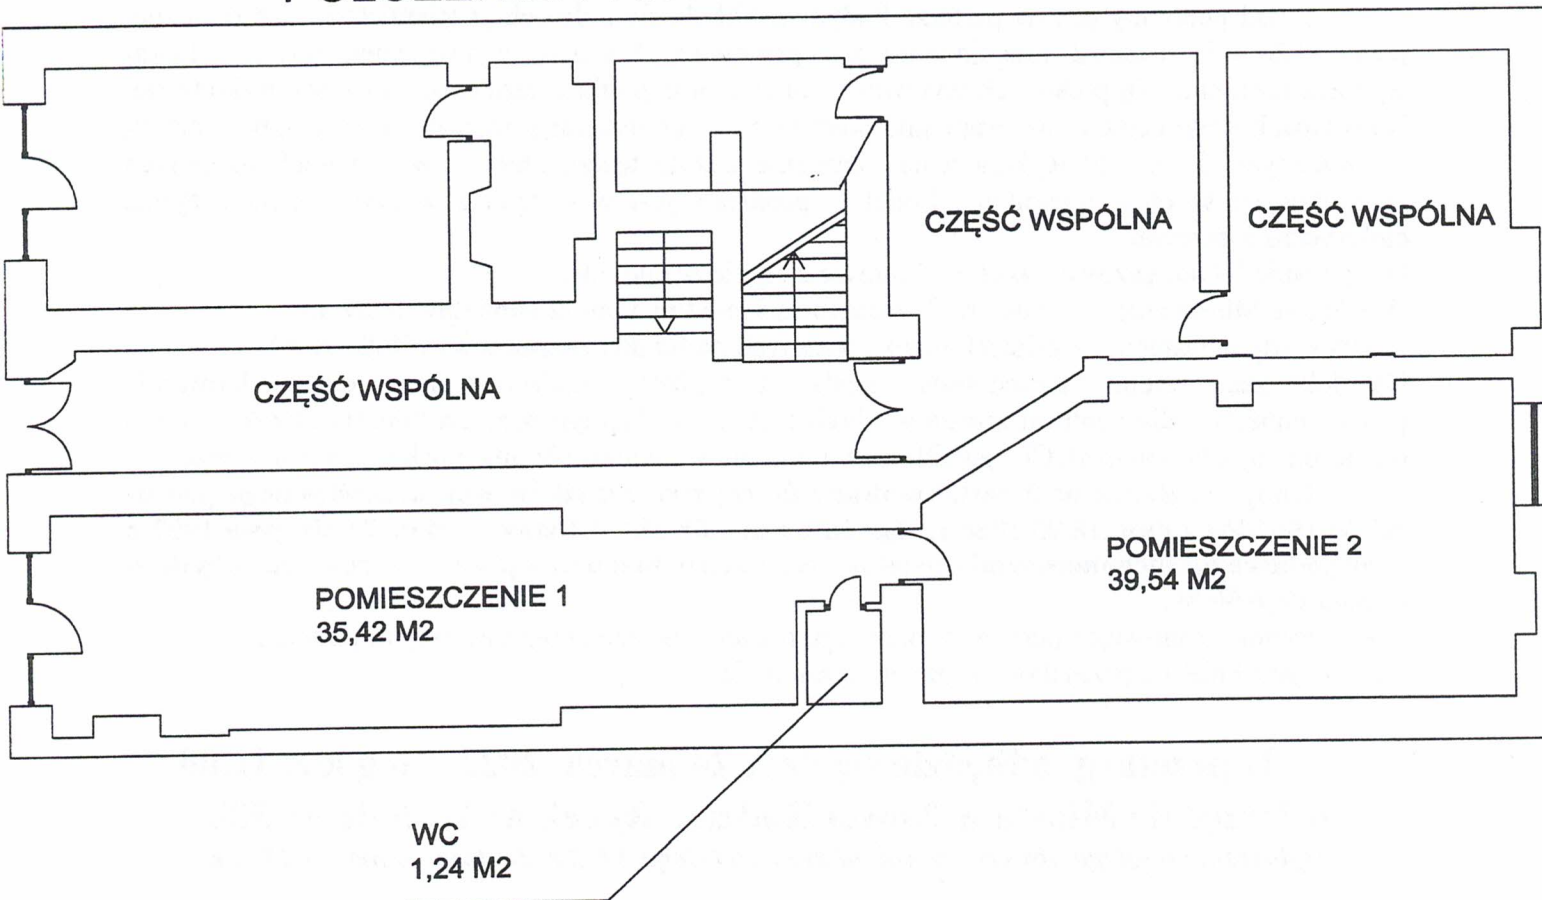 CZĘŚĆ WSPÓLNA
CZĘŚĆ WSPÓLNA
CZĘŚĆ WSPÓLNA
POMIESZCZENIE 1
35,42 M2
POMIESZCZENIE 2
39,54 M2
WC
1,24 M2